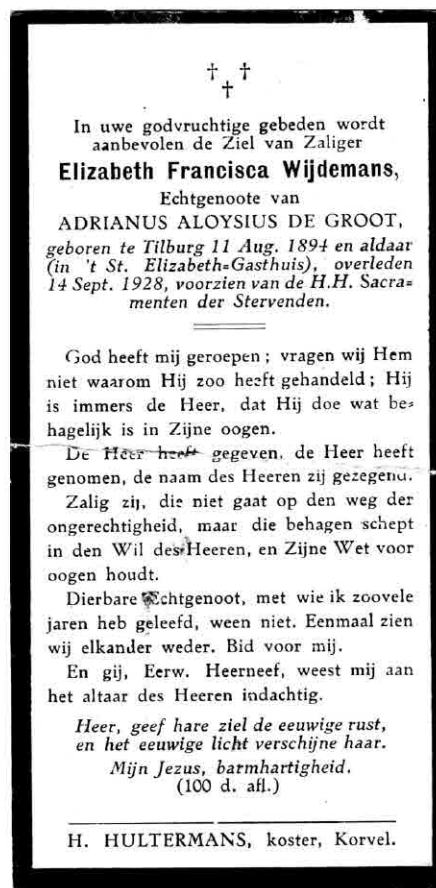 In uwe godvruchtige gebeden wordt
aanbevolen de Ziel van Zaliger
Elizabeth Francisca Wijdemans,
Echtgenoote van
ADRIANUS ALOYSIUS DE GROOT,
geboren te Tilburg 11 Aug. 1894 en aldaar
(in 't St. Elizabeth=Gasthuis), overleden
14 Sept. 1928, voorzien van de H.H. Sacra=
menten der Stervenden.
God heeft mij geroepen ; vragen wij Hem
niet waarom Hij zoo heeft gehandeld ; Hij
is immers de Heer, dat Hij doe wat be=
hagelijk is in Zijne oogen.
De Heer heeft gegeven, de Heer heeft
genomen, de naam des Heeren zij gezegend.
Zalig zij, die niet gaat op den weg der
ongerechtigheid, maar die behagen schept
in den Wil des Heeren, en Zijne Wet voor
oogen houdt.
Dierbare Echtgenoot, met wie ik zoovele
jaren heb geleefd, ween niet. Eenmaal zien
wij elkander weder. Bid voor mij.
En gij, Eerw. Heerneef, weest mij aan
het altaar des Heeren indachtig.
Heer, geef hare ziel de eeuwige rust,
en het eeuwige licht verschijne haar.
Mijn Jezus, barmhartigheid.
(100 d. afl.)
H. HULTERMANS, koster, Korvel.